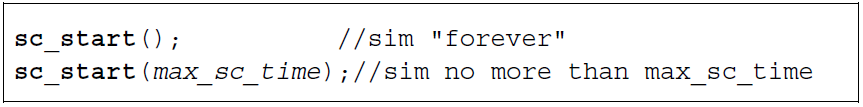 sc_start();          //sim "forever"
sc_start(max_sc_time);//sim no more than max_sc_time